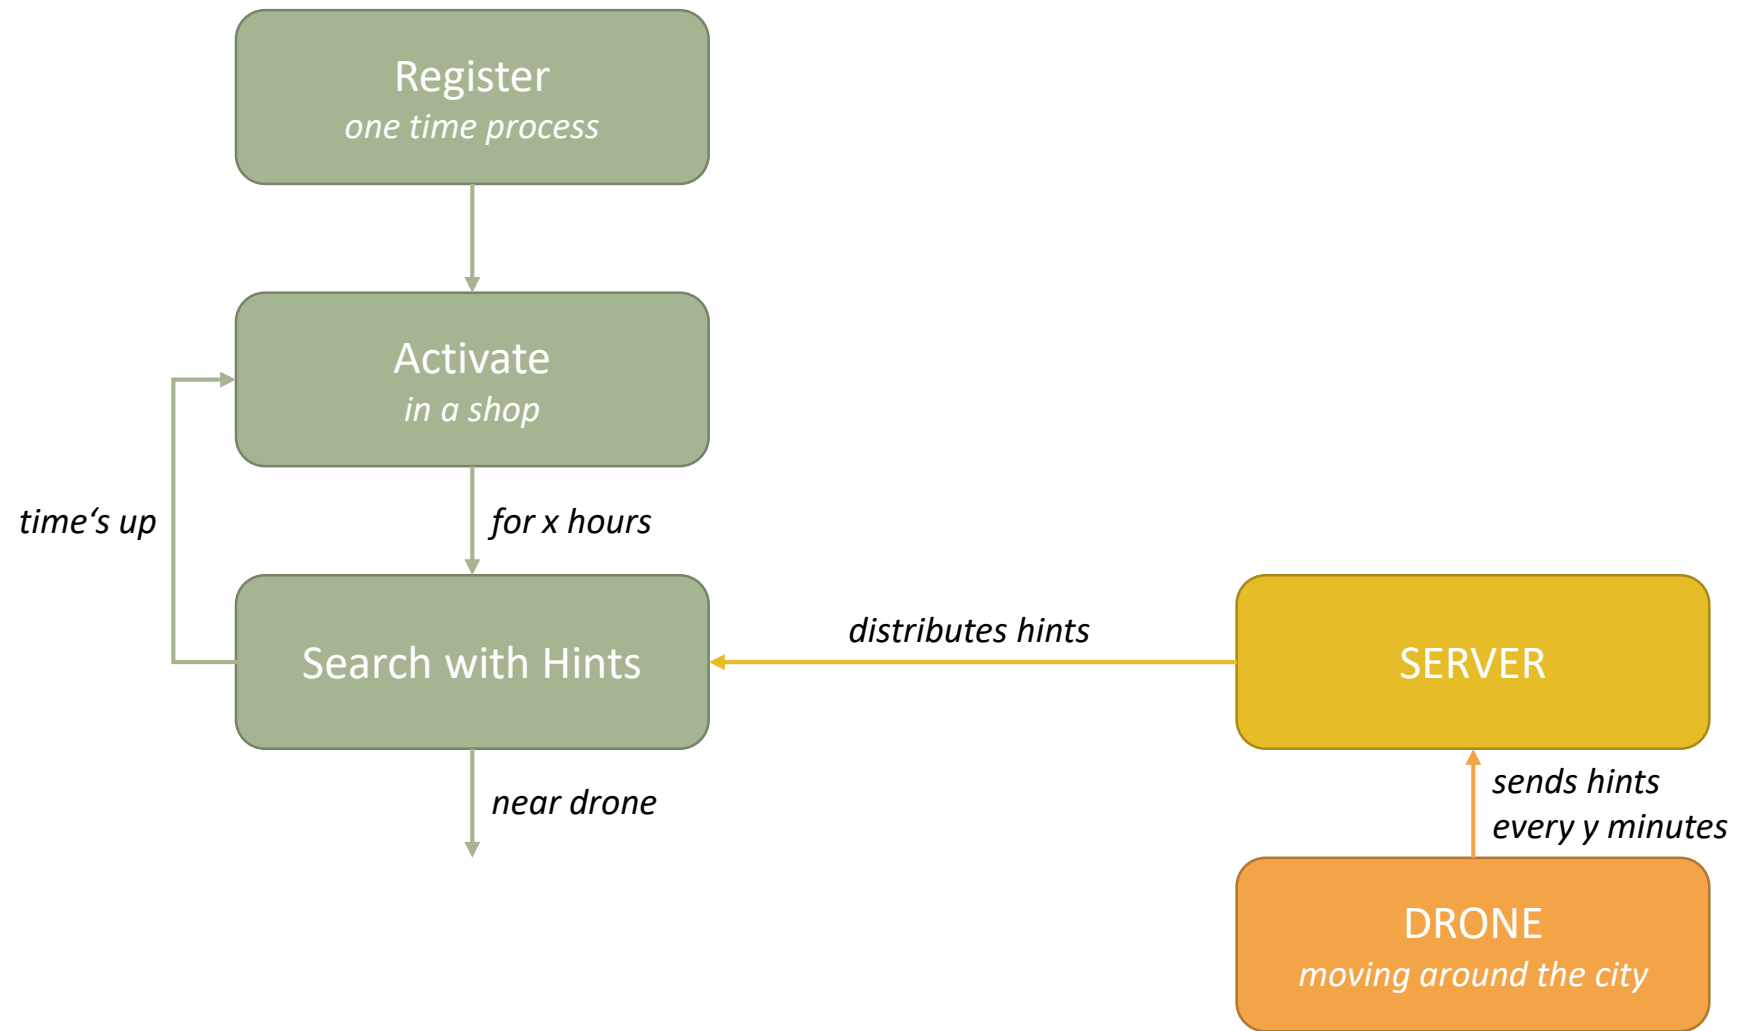 Register
one time process
Activate
in a shop
time‘s up
for x hours
Search with Hints
distributes hints
SERVER
near drone
sends hints
every y minutes
DRONE
moving around the city